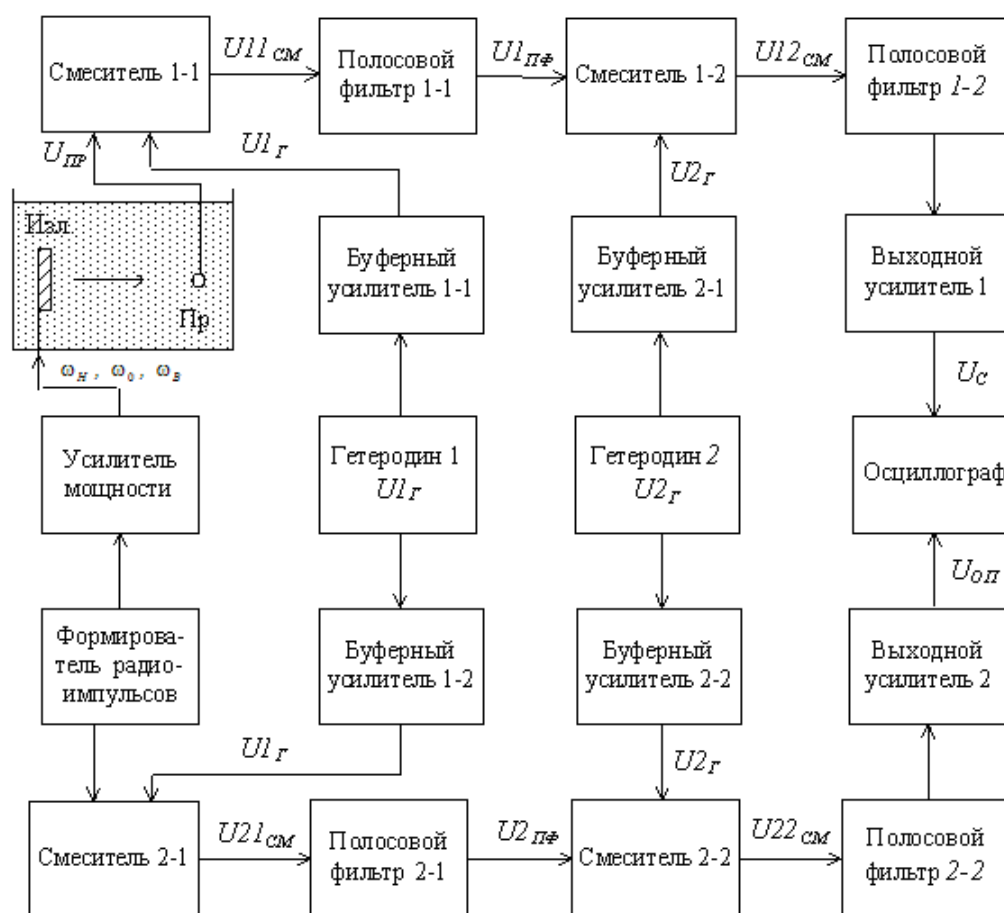 U11 СМ
U1 ПФ
U12 СМ
Смеситель 1-1
Полосовой
фильтр 1-1
Смеситель 1-2
Полосовой
фильтр 1-2
U ПР
U1 Г
U2 Г
Изл.
Пр
Буферный
усилитель 1-1
Буферный
усилитель 2-1
Выходной
усилитель 1
ω Н , ω 0 , ω В
U С
Усилитель
мощности
Гетеродин 1
U1 Г
Гетеродин 2
U2 Г
Осциллограф
U ОП
Формирова-
тель радио-
импульсов
Буферный
усилитель 1-2
Буферный
усилитель 2-2
Выходной
усилитель 2
U1 Г
U2 Г
U21 СМ
U2 ПФ
U22 СМ
Смеситель 2-1
Полосовой
фильтр 2-1
Смеситель 2-2
Полосовой
фильтр 2-2